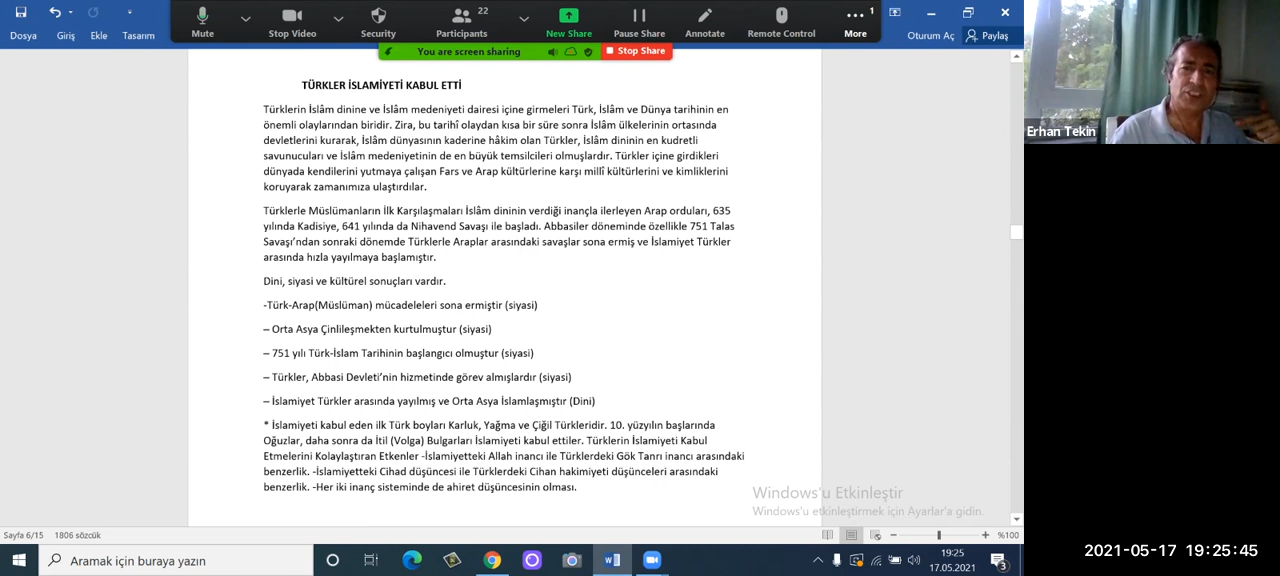 Dosya
Giriş
Ekle
Tasarım
Mute
Stop Video
Security
22
Participants
New Share
Pause Share
Annotate
Remote Control
1
More
Oturum Aç
Paylaş
You are screen sharing
Stop Share
Erhan Tekin
TÜRKLER İSLAMİYETİ KABUL ETTİ
Türklerin İslâm dinine ve İslâm medeniyeti dairesi içine girmeleri Türk, İslâm ve Dünya tarihinin en
önemli olaylarından biridir. Zira, bu tarihî olaydan kısa bir süre sonra İslâm ülkelerinin ortasında
devletlerini kurarak, İslâm dünyasının kaderine hâkim olan Türkler, İslâm dininin en kudretli
savunucuları ve İslâm medeniyetinin de en büyük temsilcileri olmuşlardır. Türkler içine girdikleri
dünyada kendilerini yutmaya çalışan Fars ve Arap kültürlerine karşı millî kültürlerini ve kimliklerini
koruyarak zamanımıza ulaştırdılar.
Türklerle Müslümanların İlk Karşılaşmaları İslâm dininin verdiği inançla ilerleyen Arap orduları, 635
yılında Kadisiye, 641 yılında da Nihavend Savaşı ile başladı. Abbasiler döneminde özellikle 751 Talas
Savaşı'ndan sonraki dönemde Türklerle Araplar arasındaki savaşlar sona ermiş ve İslamiyet Türkler
arasında hızla yayılmaya başlamıştır.
Dini, siyasi ve kültürel sonuçları vardır.
-Türk-Arap(Müslüman) mücadeleleri sona ermiştir (siyasi)
– Orta Asya Çinlileşmekten kurtulmuştur (siyasi)
– 751 yılı Türk-İslam Tarihinin başlangıcı olmuştur (siyasi)
– Türkler, Abbasi Devleti'nin hizmetinde görev almışlardır (siyasi)
– İslamiyet Türkler arasında yayılmış ve Orta Asya İslamlaşmıştır (Dini)
* İslamiyeti kabul eden ilk Türk boyları Karluk, Yağma ve Çiğil Türkleridir. 10. yüzyılın başlarında
Oğuzlar, daha sonra da İtil (Volga) Bulgarları İslamiyeti kabul ettiler. Türklerin İslamiyeti Kabul
Etmelerini Kolaylaştıran Etkenler -İslamiyetteki Allah inancı ile Türklerdeki Gök Tanrı inancı arasındaki
benzerlik. -İslamiyetteki Cihad düşüncesi ile Türklerdeki Cihan hakimiyeti düşünceleri arasındaki
benzerlik. -Her iki inanç sisteminde de ahiret düşüncesinin olması.
Windows'u Etkinleştir
Windows'u etkinleştirmek için Ayarlar'a gidin.
Sayfa 6/15
1806 sözcük
%100
Aramak için buraya yazın
19:25
17.05.2021
3
2021-05-17 19:25:45